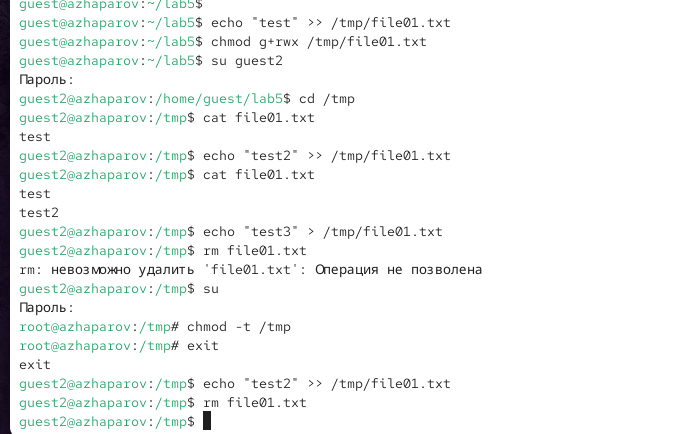 guest@azhaparov:~/lab5$
guest@azhaparov:~/lab5$ echo "test" >> /tmp/file01.txt
guest@azhaparov:~/lab5$ chmod g+rwx /tmp/file01.txt
guest@azhaparov:~/lab5$ su guest2
Пароль:
guest2@azhaparov:/home/guest/lab5$ cd /tmp
guest2@azhaparov:/tmp$ cat file01.txt
test
guest2@azhaparov:/tmp$ echo "test2" >> /tmp/file01.txt
guest2@azhaparov:/tmp$ cat file01.txt
test
test2
guest2@azhaparov:/tmp$ echo "test3" > /tmp/file01.txt
guest2@azhaparov:/tmp$ rm file01.txt
rm: невозможно удалить 'file01.txt': Операция не позволена
guest2@azhaparov:/tmp$ su
Пароль:
root@azhaparov:/tmp# chmod -t /tmp
root@azhaparov:/tmp# exit
exit
guest2@azhaparov:/tmp$ echo "test2" >> /tmp/file01.txt
guest2@azhaparov:/tmp$ rm file01.txt
guest2@azhaparov:/tmp$